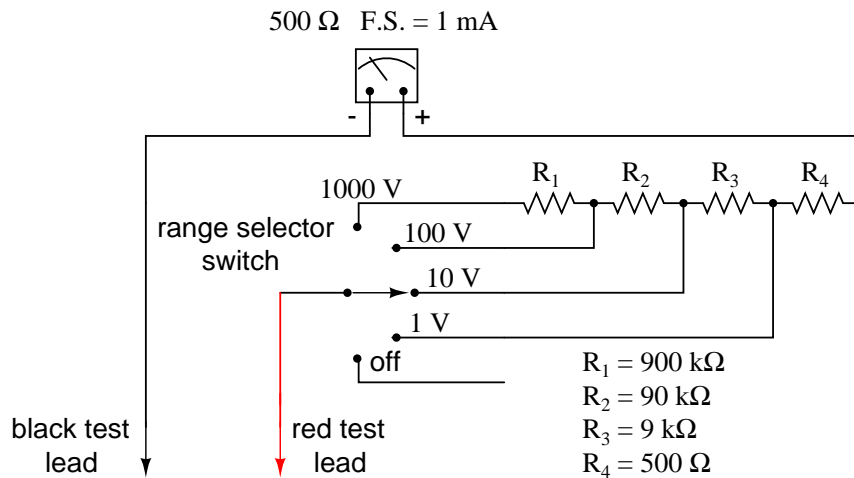 500 Ω F.S. = 1 mA
- +
R₁ R₂ R₃ R₄
1000 V
range selector
switch
100 V
10 V
1 V
off
R₁ = 900 kΩ
R₂ = 90 kΩ
R₃ = 9 kΩ
R₄ = 500 Ω
black test
lead
red test
lead